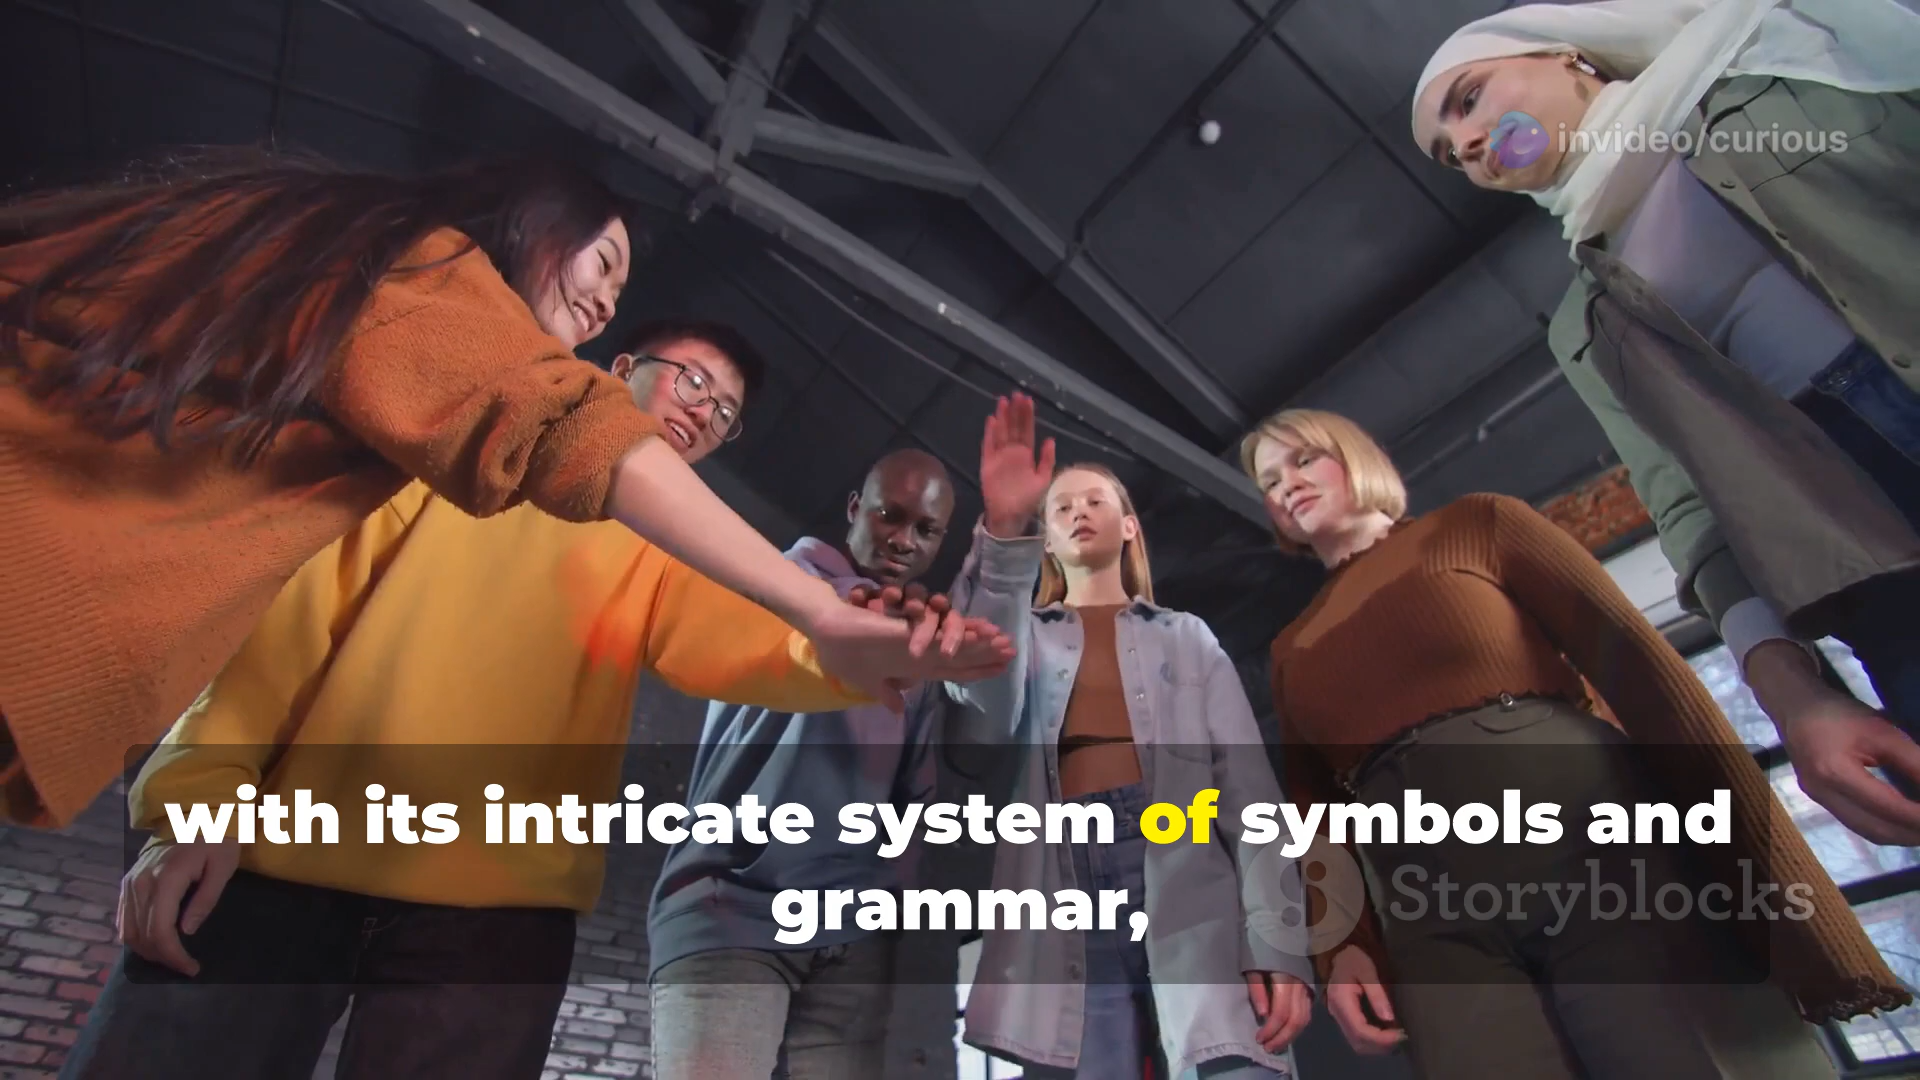 invideo/curious
with its intricate system of symbols and
grammar,
Storyblocks